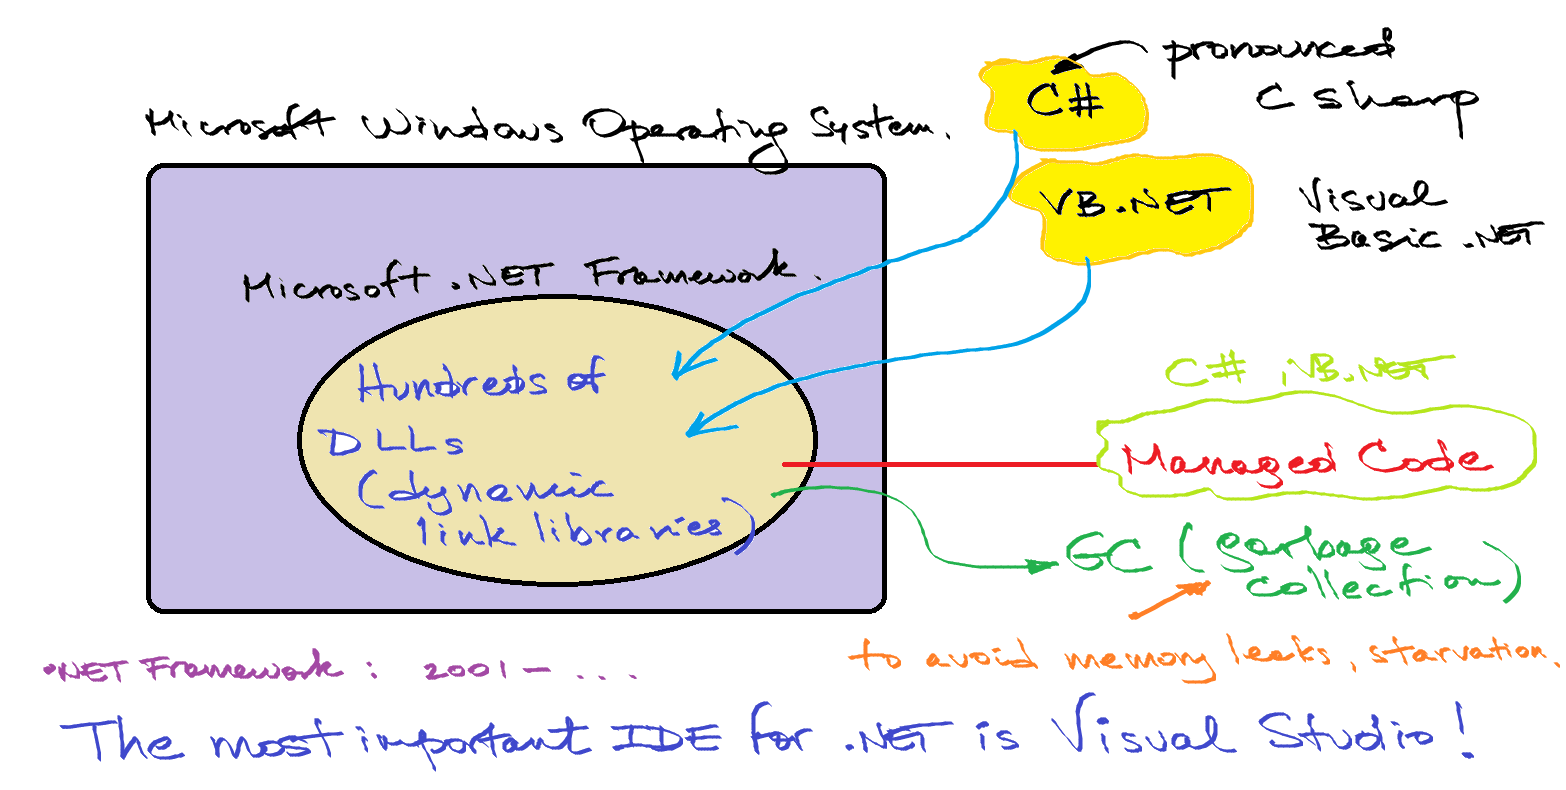 pronounced
C sharp
C#
Microsoft Windows Operating System.
VB.NET
Visual
Basic .NET
Microsoft .NET Framework.
Hundreds of
DLLs
(dynamic
link libraries)
C# , VB.NET
Managed Code
GC (garbage
collection)
to avoid memory leaks, starvation.
.NET Framework : 2001 - ...
The most important IDE for .NET is Visual Studio!